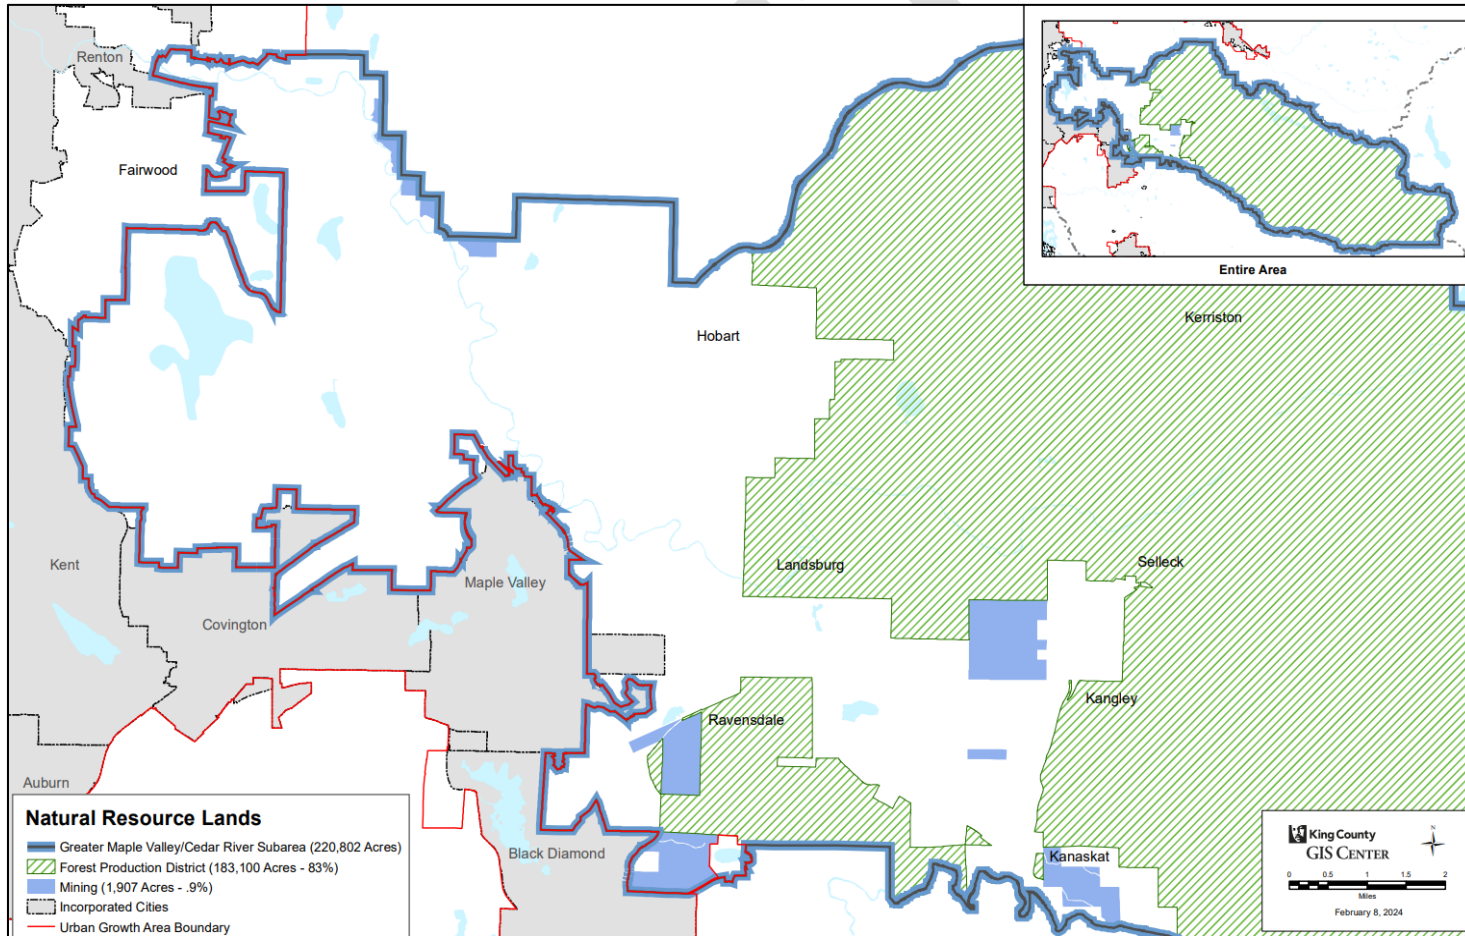 Renton
Fairwood
Entire Area
Kerriston
Hobart
Kent
Maple Valley
Landsburg
Selleck
Covington
Kangley
Ravensdale
Auburn
Black Diamond
Kanaskat
Natural Resource Lands
Greater Maple Valley/Cedar River Subarea (220,802 Acres)
Forest Production District (183,100 Acres - 83%)
Mining (1,907 Acres - .9%)
Incorporated Cities
Urban Growth Area Boundary
King County
GIS CENTER
N
0 0.5 1 1.5 2
Miles
February 8, 2024